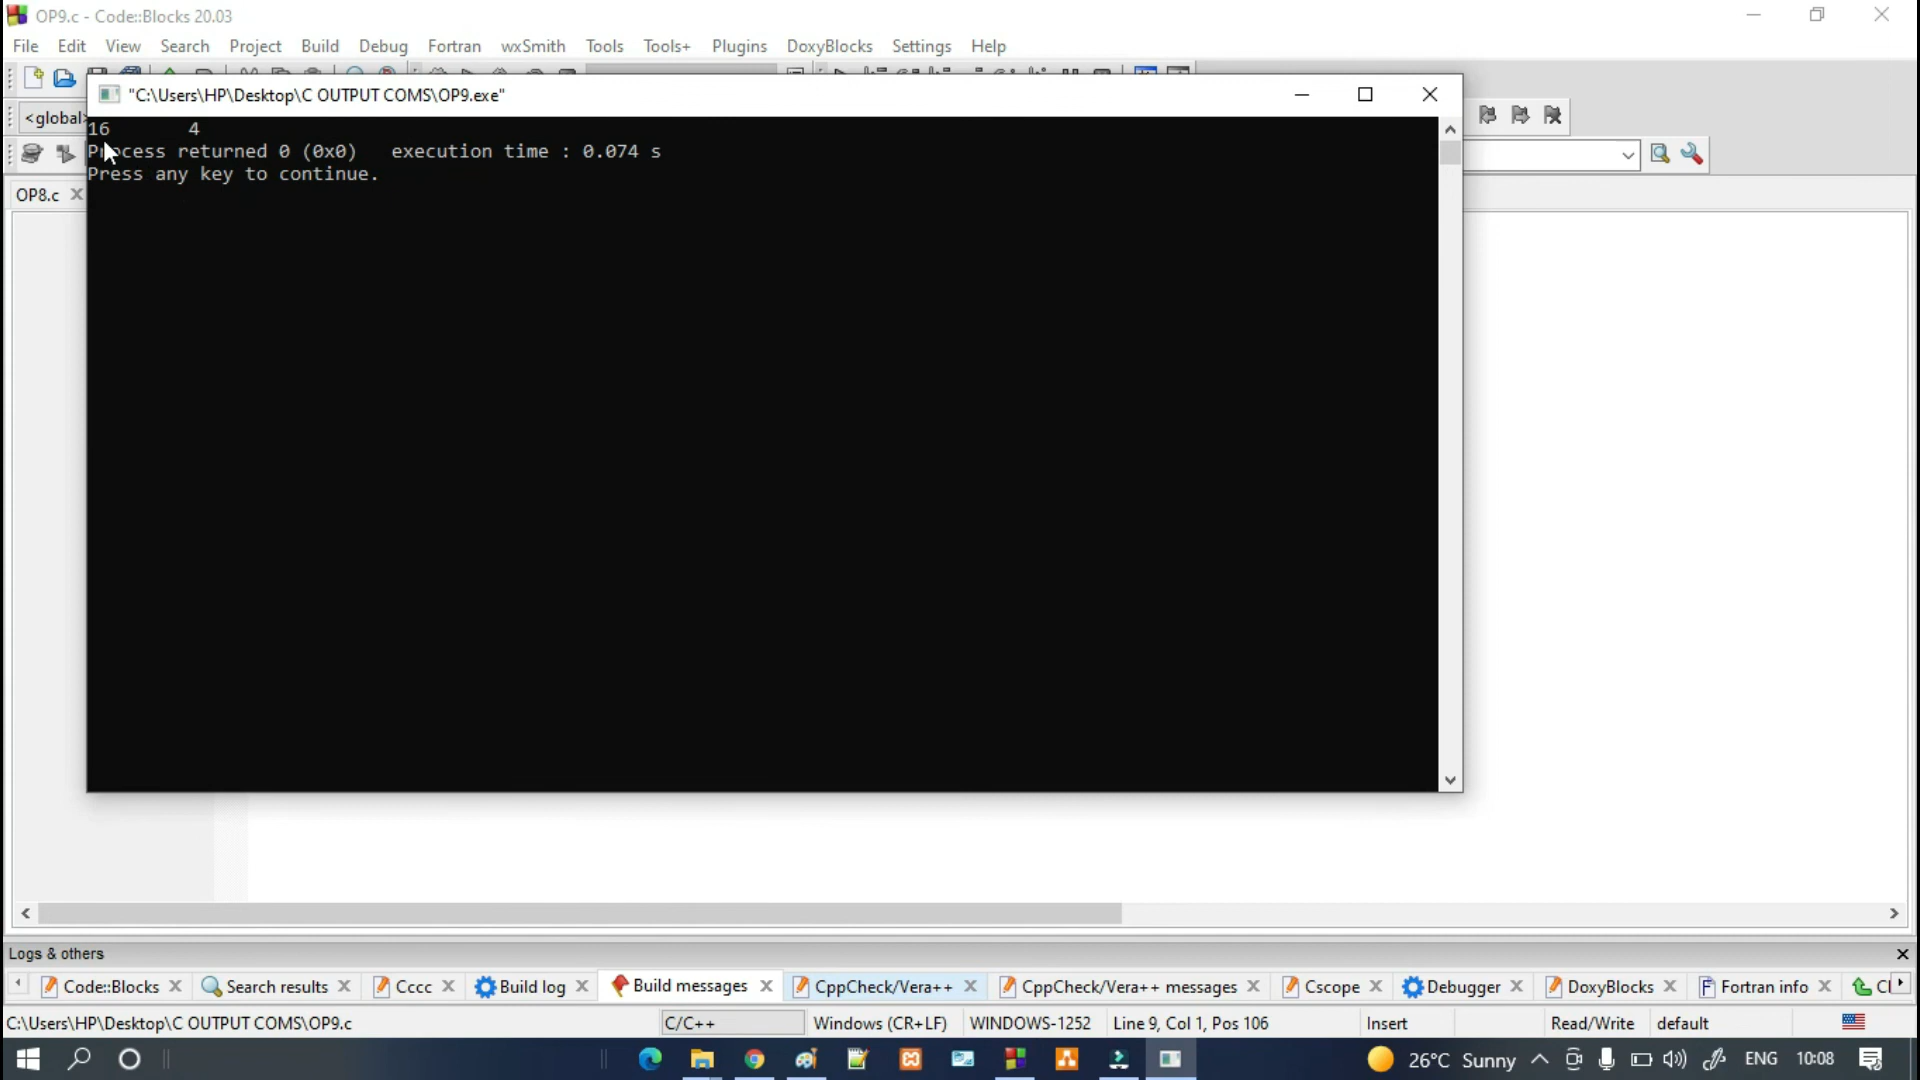 OP9.c - Code::Blocks 20.03
File Edit View Search Project Build Debug Fortran wxSmith Tools Tools+ Plugins DoxyBlocks Settings Help
"C:\Users\HP\Desktop\C OUTPUT COMS\OP9.exe"
<global>
16 4
Process returned 0 (0x0) execution time : 0.074 s
Press any key to continue.
OP8.c
Logs & others
Code::Blocks Search results Cccc Build log Build messages CppCheck/Vera++ CppCheck/Vera++ messages Cscope Debugger DoxyBlocks Fortran info
C:\Users\HP\Desktop\C OUTPUT COMS\OP9.c C/C++ Windows (CR+LF) WINDOWS-1252 Line 9, Col 1, Pos 106 Insert Read/Write default
26°C Sunny ENG 10:08